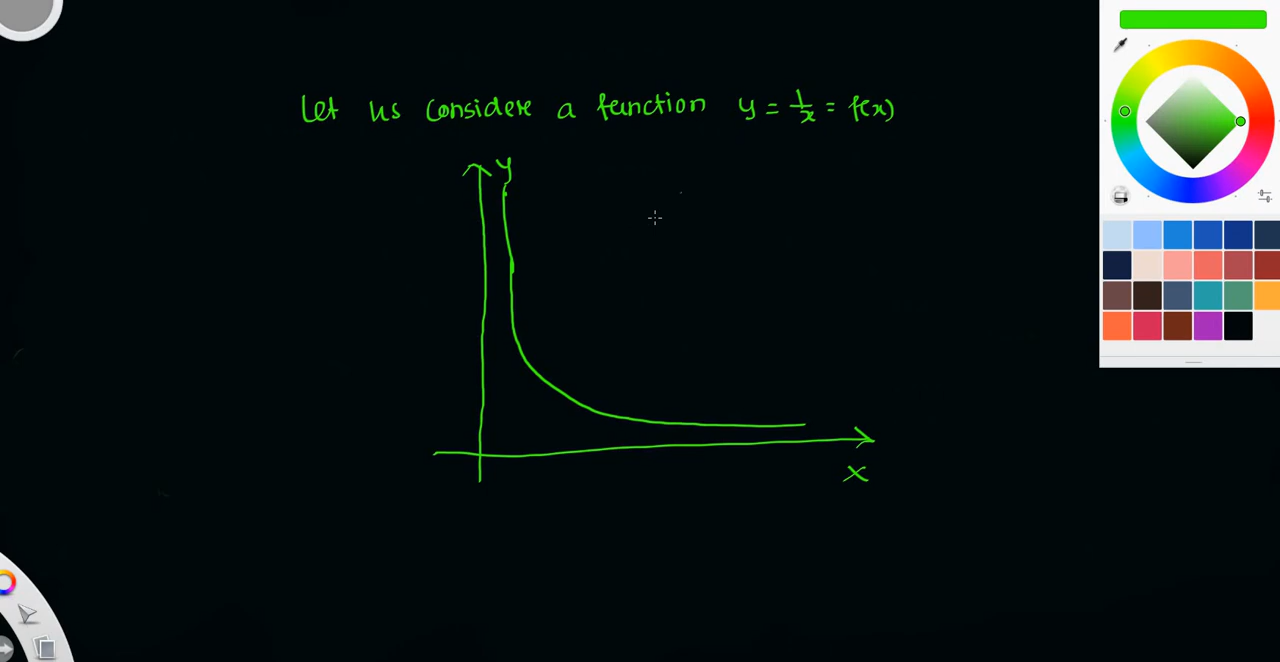 Let us considere a function y = 1/x = f(x)
y
x